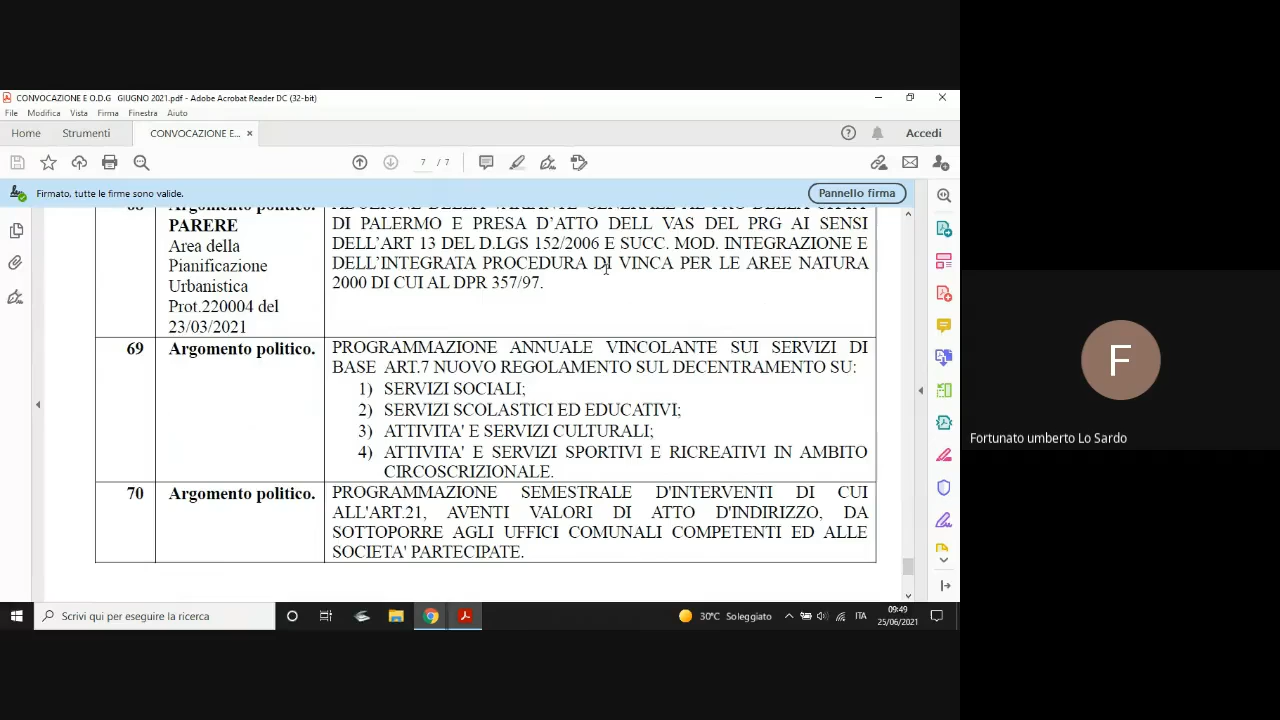 CONVOCAZIONE E O.D.G GIUGNO 2021.pdf - Adobe Acrobat Reader DC (32-bit)
File Modifica Vista Firma Finestra Aiuto
Home Strumenti CONVOCAZIONE E... × Accedi
7 / 7
Firmato, tutte le firme sono valide. Pannello firma
Argomento politico.
PARERE
Area della
Pianificazione
Urbanistica
Prot.220004 del
23/03/2021
DI PALERMO E PRESA D'ATTO DELL VAS DEL PRG AI SENSI
DELL'ART 13 DEL D.LGS 152/2006 E SUCC. MOD. INTEGRAZIONE E
DELL'INTEGRATA PROCEDURA DI VINCA PER LE AREE NATURA
2000 DI CUI AL DPR 357/97.
69 Argomento politico. PROGRAMMAZIONE ANNUALE VINCOLANTE SUI SERVIZI DI
BASE ART.7 NUOVO REGOLAMENTO SUL DECENTRAMENTO SU:
1) SERVIZI SOCIALI;
2) SERVIZI SCOLASTICI ED EDUCATIVI;
3) ATTIVITA' E SERVIZI CULTURALI;
4) ATTIVITA' E SERVIZI SPORTIVI E RICREATIVI IN AMBITO
CIRCOSCRIZIONALE.
70 Argomento politico. PROGRAMMAZIONE SEMESTRALE D'INTERVENTI DI CUI
ALL'ART.21, AVENTI VALORI DI ATTO D'INDIRIZZO, DA
SOTTOPORRE AGLI UFFICI COMUNALI COMPETENTI ED ALLE
SOCIETA' PARTECIPATE.
F
Fortunato umberto Lo Sardo
Scrivi qui per eseguire la ricerca
30°C Soleggiato
ITA
09:49
25/06/2021